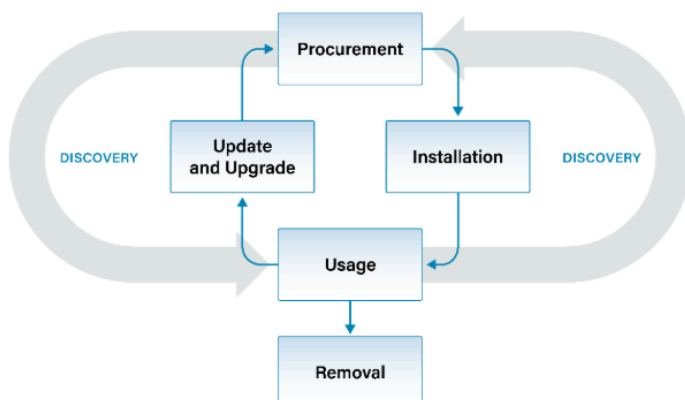 Procurement
DISCOVERY
Update
and Upgrade
Installation
DISCOVERY
Usage
Removal